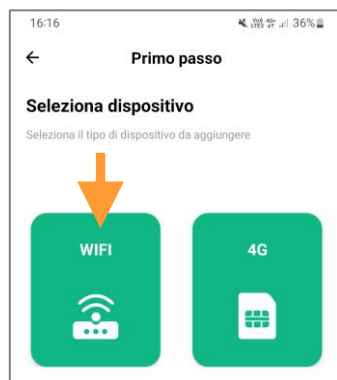 16:16 36%
Primo passo
Seleziona dispositivo
Seleziona il tipo di dispositivo da aggiungere
WIFI 4G